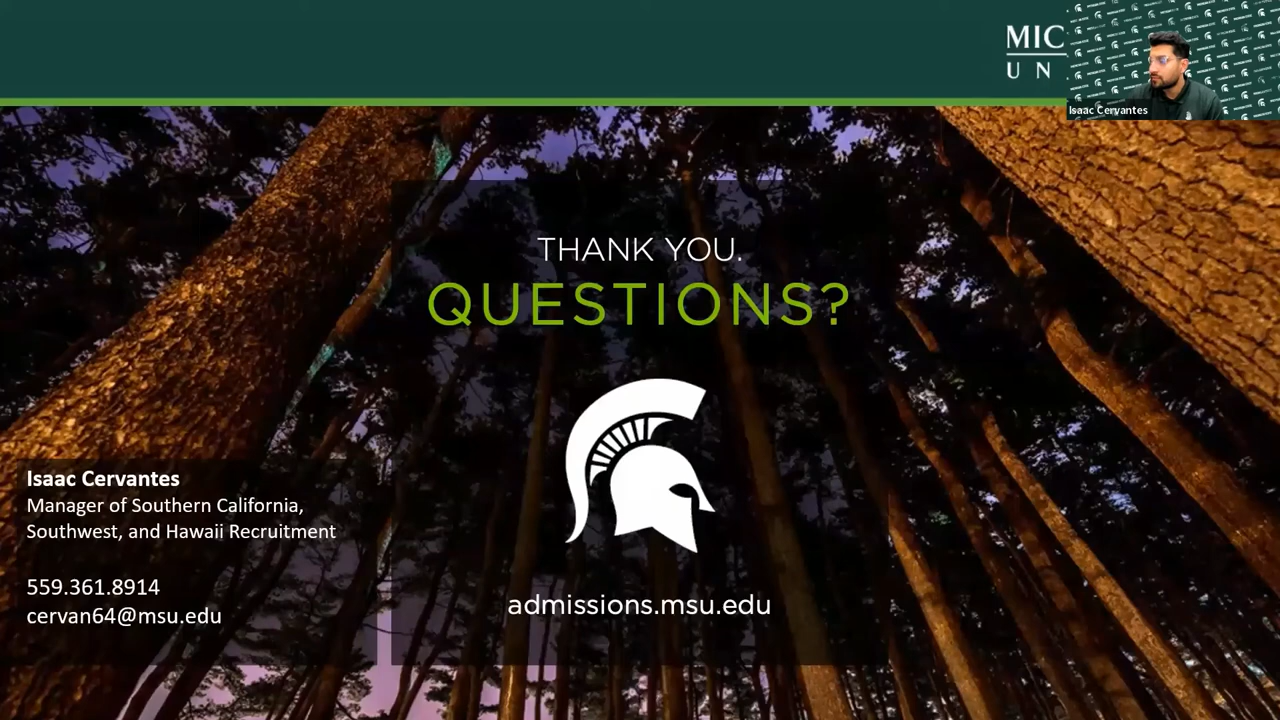 MIC
UN
Isaac Cervantes
THANK YOU.
QUESTIONS?
Isaac Cervantes
Manager of Southern California,
Southwest, and Hawaii Recruitment
559.361.8914
cervan64@msu.edu
admissions.msu.edu